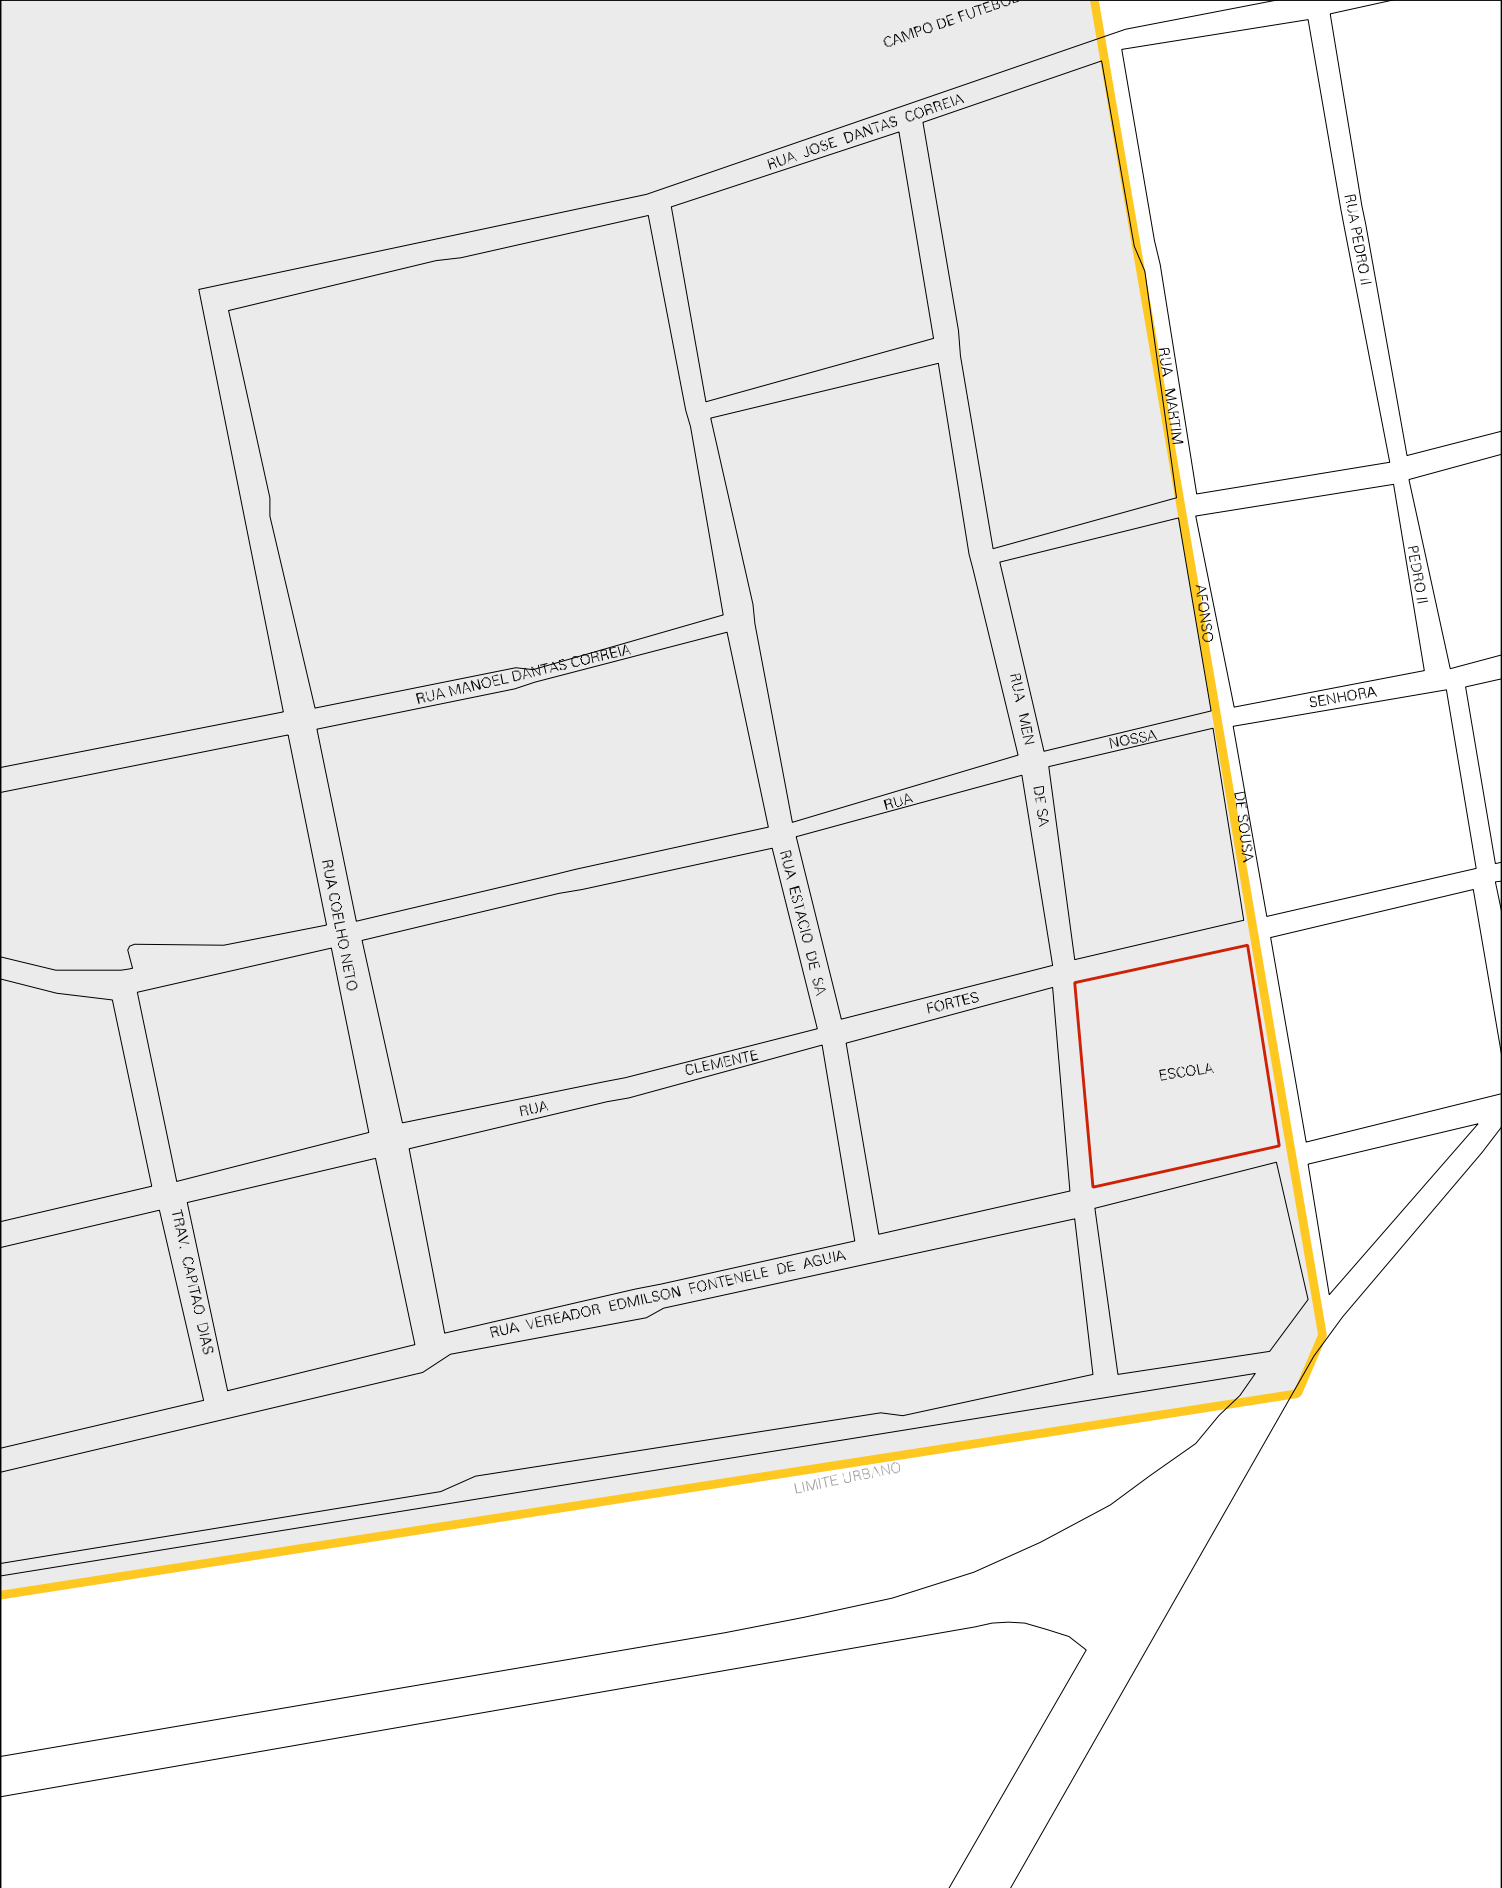 CAMPO DE FUTEBOL
RUA JOSE DANTAS CORREIA
RUA PEDRO II
RUA MARTIM
AFONSO
DE SOUSA
PEDRO II
RUA MANOEL DANTAS CORREIA
RUA MEN
DE SA
SENHORA
NOSSA
RUA
RUA COELHO NETO
RUA ESTACIO DE SA
FORTES
CLEMENTE
RUA
ESCOLA
TRAV. CAPITAO DIAS
RUA VEREADOR EDMILSON FONTENELE DE AGUIA
LIMITE URBANO